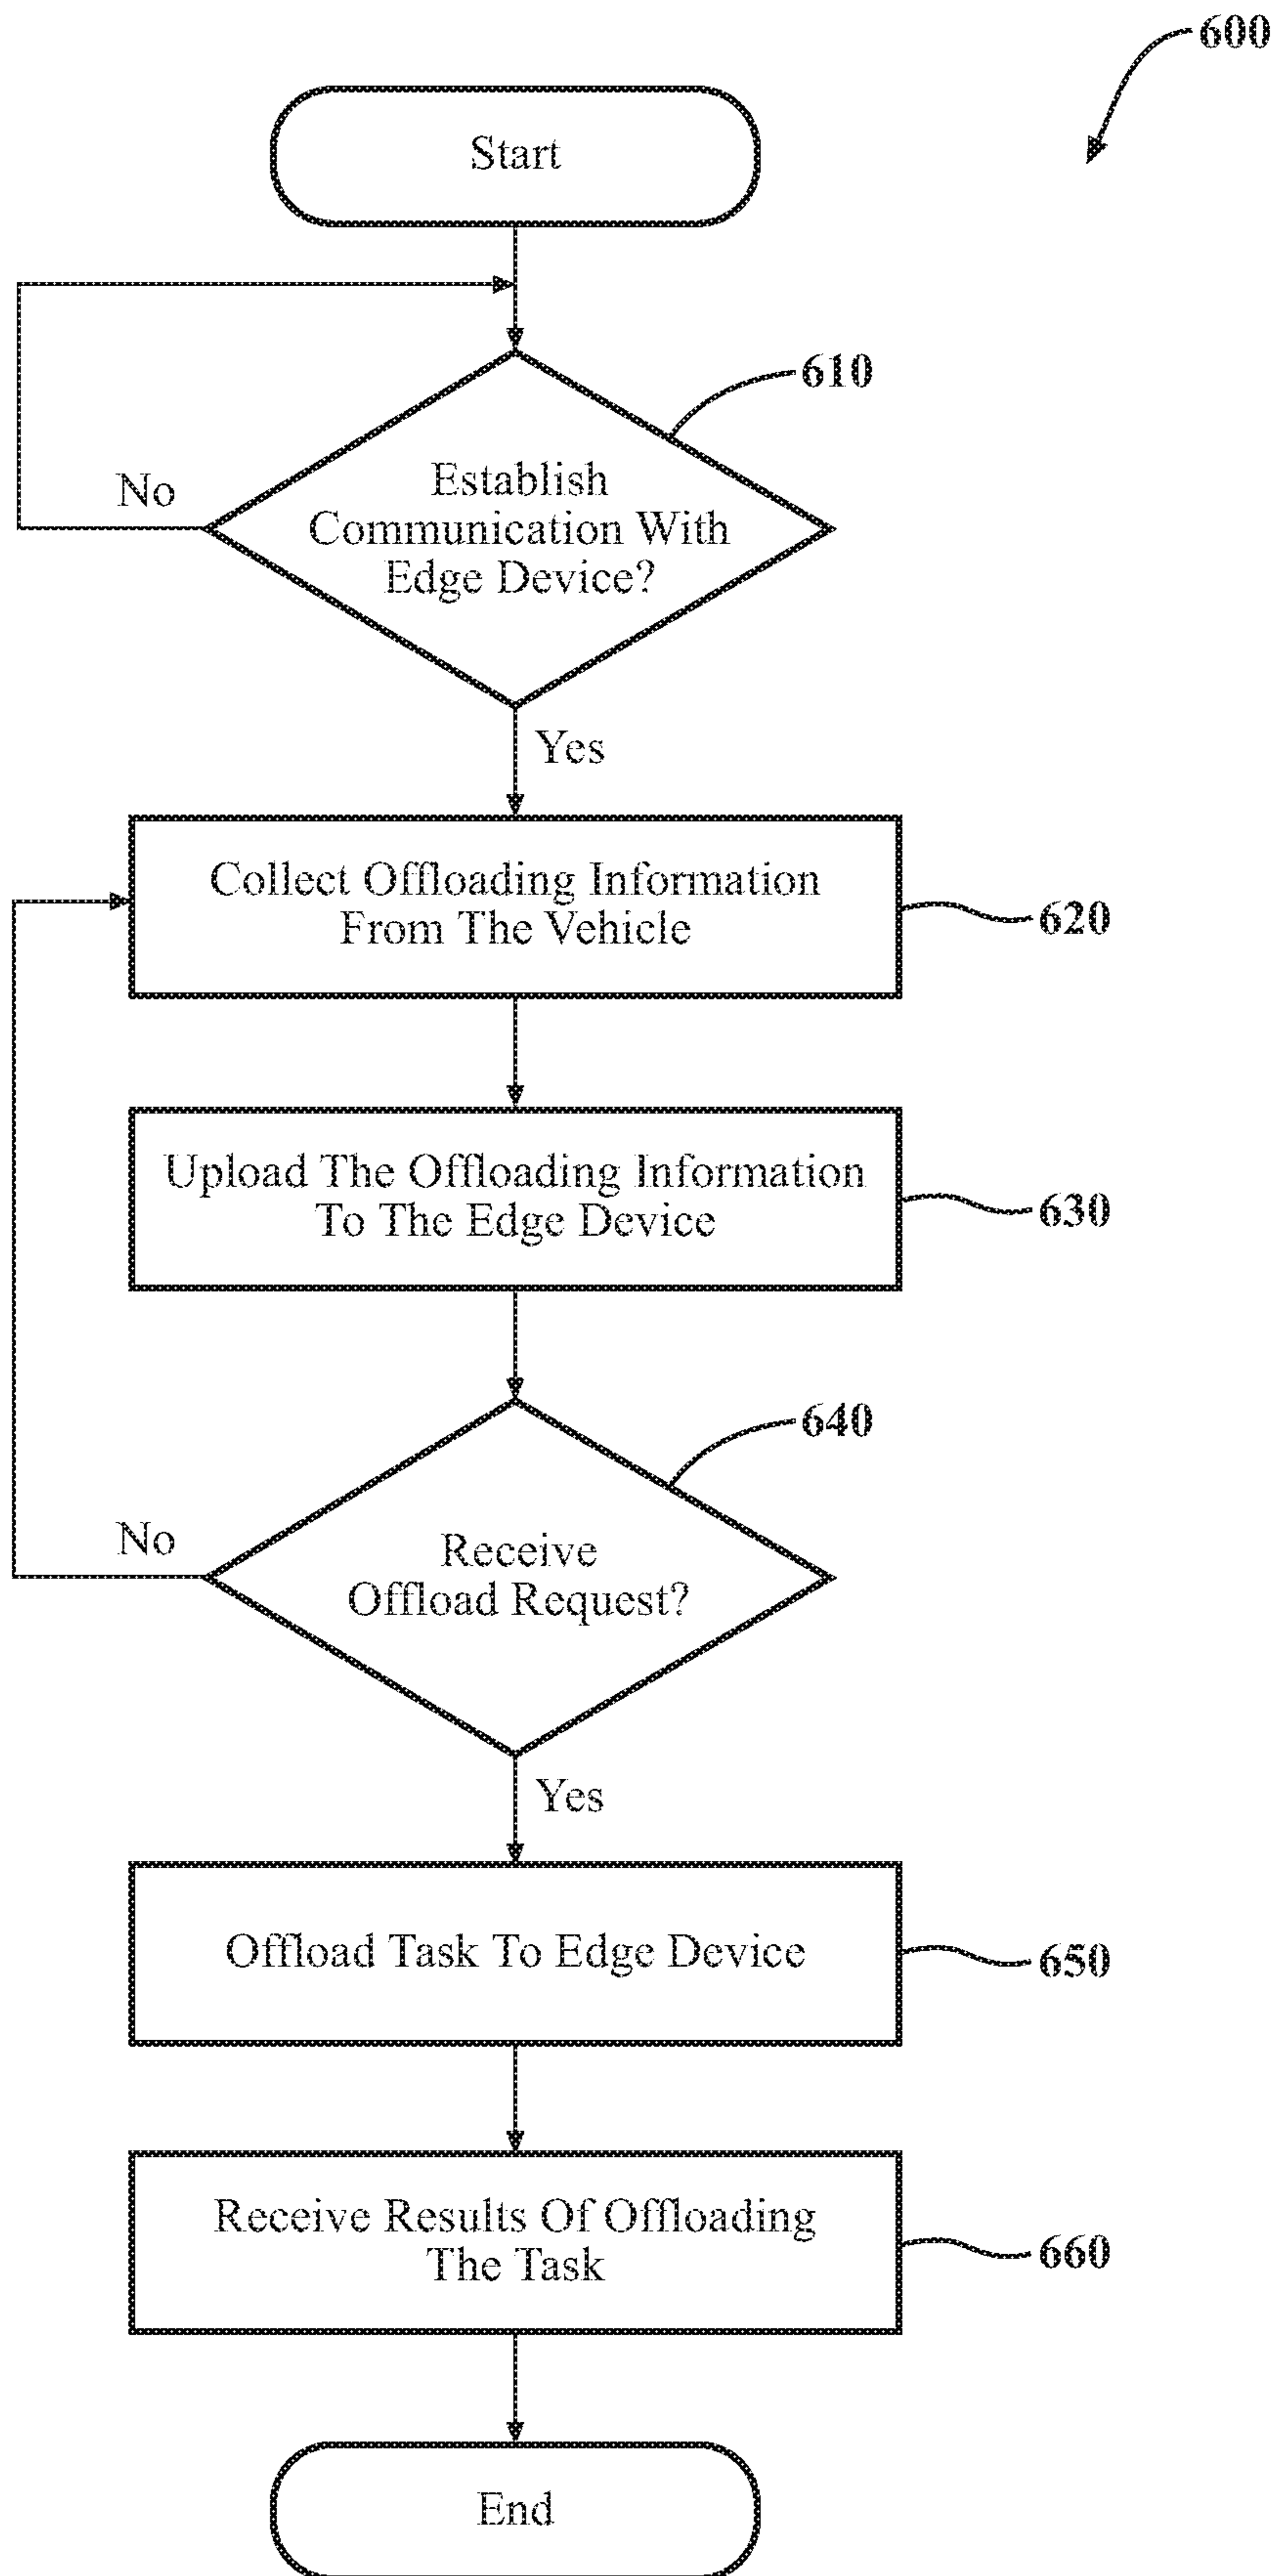 600
Start
610
No
Establish
Communication With
Edge Device?
Yes
Collect Offloading Information
From The Vehicle
620
Upload The Offloading Information
To The Edge Device
630
640
No
Receive
Offload Request?
Yes
Offload Task To Edge Device
650
Receive Results Of Offloading
The Task
660
End